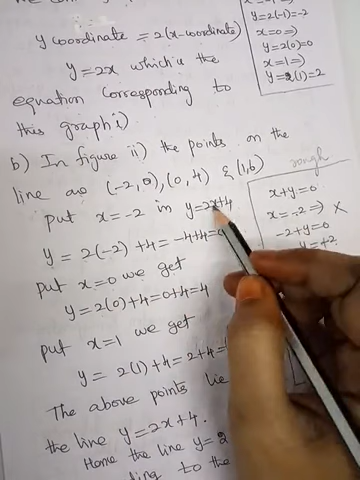 y coordinate = 2(x-coordinate)
y = 2x which is the
equation corresponding to
this graph i)
x = -1 =>
y = 2(-1) = -2
x = 0 =>
y = 2(0) = 0
x = 1 =>
y = 2(1) = 2
b) In figure ii) the points on the
line are (-2, 0), (0, 4) & (1, 6)
put x = -2 in y = 2x+4
y = 2(-2) + 4 = -4+4 = 0
put x = 0 we get
y = 2(0) + 4 = 0+4 = 4
put x = 1 we get
y = 2(1) + 4 = 2+4 =
The above points lie
the line y = 2x + 4.
Hence the line y = 2
to the
rough
x + y = 0
x = -2 => X
-2 + y = 0
y = +2